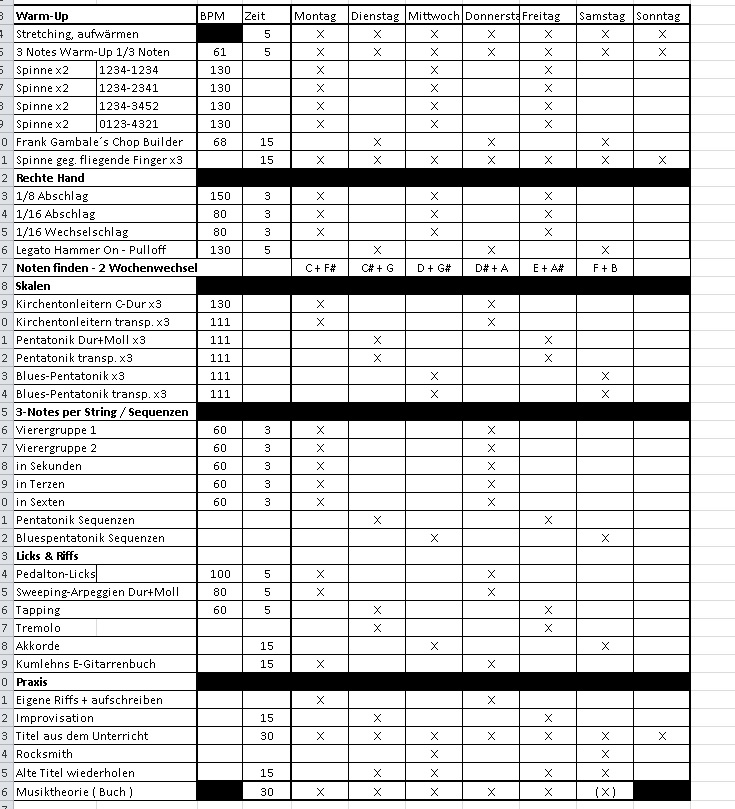 3 Warm-Up BPM Zeit Montag Dienstag Mittwoch Donnersta Freitag Samstag Sonntag
4 Stretching, aufwärmen 5 X X X X X X X
5 3 Notes Warm-Up 1/3 Noten 61 5 X X X X X X X
6 Spinne x2 1234-1234 130 X X X
7 Spinne x2 1234-2341 130 X X X
8 Spinne x2 1234-3452 130 X X X
9 Spinne x2 0123-4321 130 X X X
0 Frank Gambale´s Chop Builder 68 15 X X X
1 Spinne geg. fliegende Finger x3 15 X X X X X X X
2 Rechte Hand
3 1/8 Abschlag 150 3 X X X
4 1/16 Abschlag 80 3 X X X
5 1/16 Wechselschlag 80 3 X X X
6 Legato Hammer On - Pulloff 130 5 X X X
7 Noten finden - 2 Wochenwechsel C + F# C# + G D + G# D# + A E + A# F + B
8 Skalen
9 Kirchentonleitern C-Dur x3 130 X X
0 Kirchentonleitern transp. x3 111 X X
1 Pentatonik Dur+Moll x3 111 X X
2 Pentatonik transp. x3 111 X X
3 Blues-Pentatonik x3 111 X X
4 Blues-Pentatonik transp. x3 111 X X
5 3-Notes per String / Sequenzen
6 Vierergruppe 1 60 3 X X
7 Vierergruppe 2 60 3 X X
8 in Sekunden 60 3 X X
9 in Terzen 60 3 X X
0 in Sexten 60 3 X X
1 Pentatonik Sequenzen X X
2 Bluespentatonik Sequenzen X X
3 Licks & Riffs
4 Pedalton-Licks 100 5 X X
5 Sweeping-Arpeggien Dur+Moll 80 5 X X
6 Tapping 60 5 X X
7 Tremolo X X
8 Akkorde 15 X X
9 Kumlehns E-Gitarrenbuch 15 X X
0 Praxis
1 Eigene Riffs + aufschreiben X X
2 Improvisation 15 X X
3 Titel aus dem Unterricht 30 X X X X X X X
4 Rocksmith X X
5 Alte Titel wiederholen 15 X X X X
6 Musiktheorie ( Buch ) 30 X X X X X ( X )